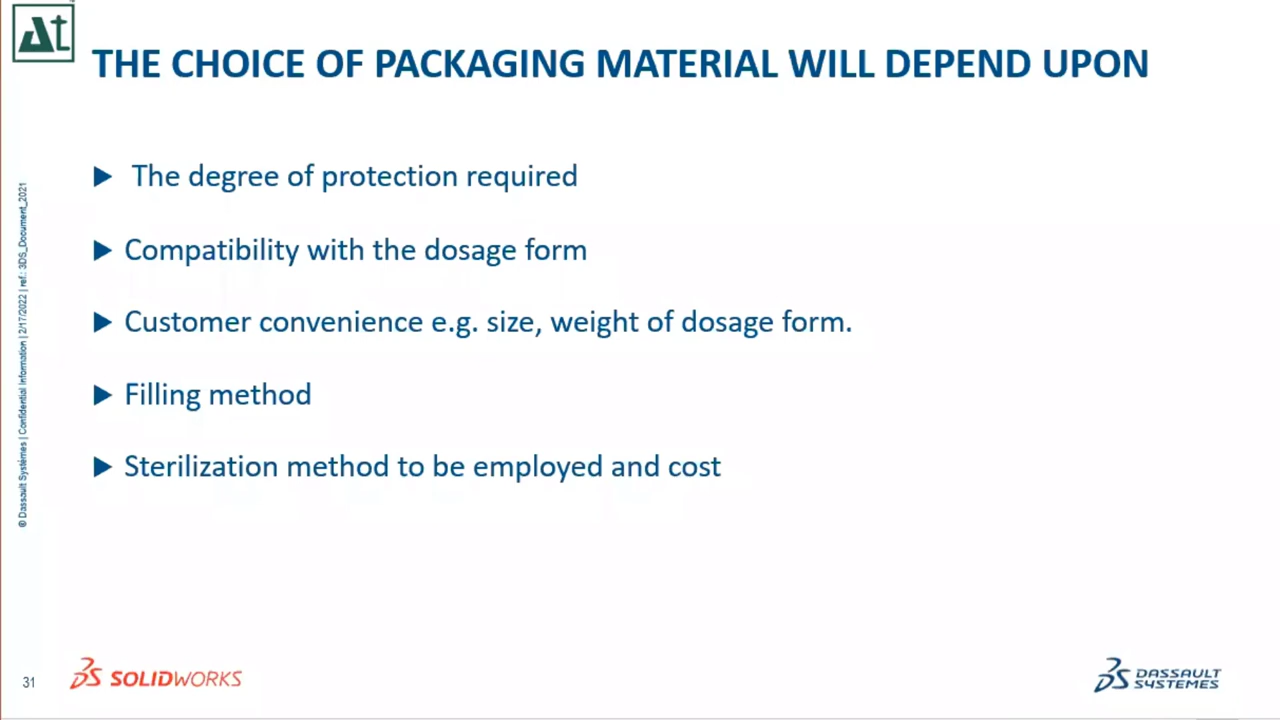 At
THE CHOICE OF PACKAGING MATERIAL WILL DEPEND UPON
The degree of protection required
Compatibility with the dosage form
Customer convenience e.g. size, weight of dosage form.
Filling method
Sterilization method to be employed and cost
© Dassault Systèmes | Confidential Information | 2/17/2022 | ref.: 3DS_Document_2021
31
3DS SOLIDWORKS
3DS DASSAULT
SYSTEMES